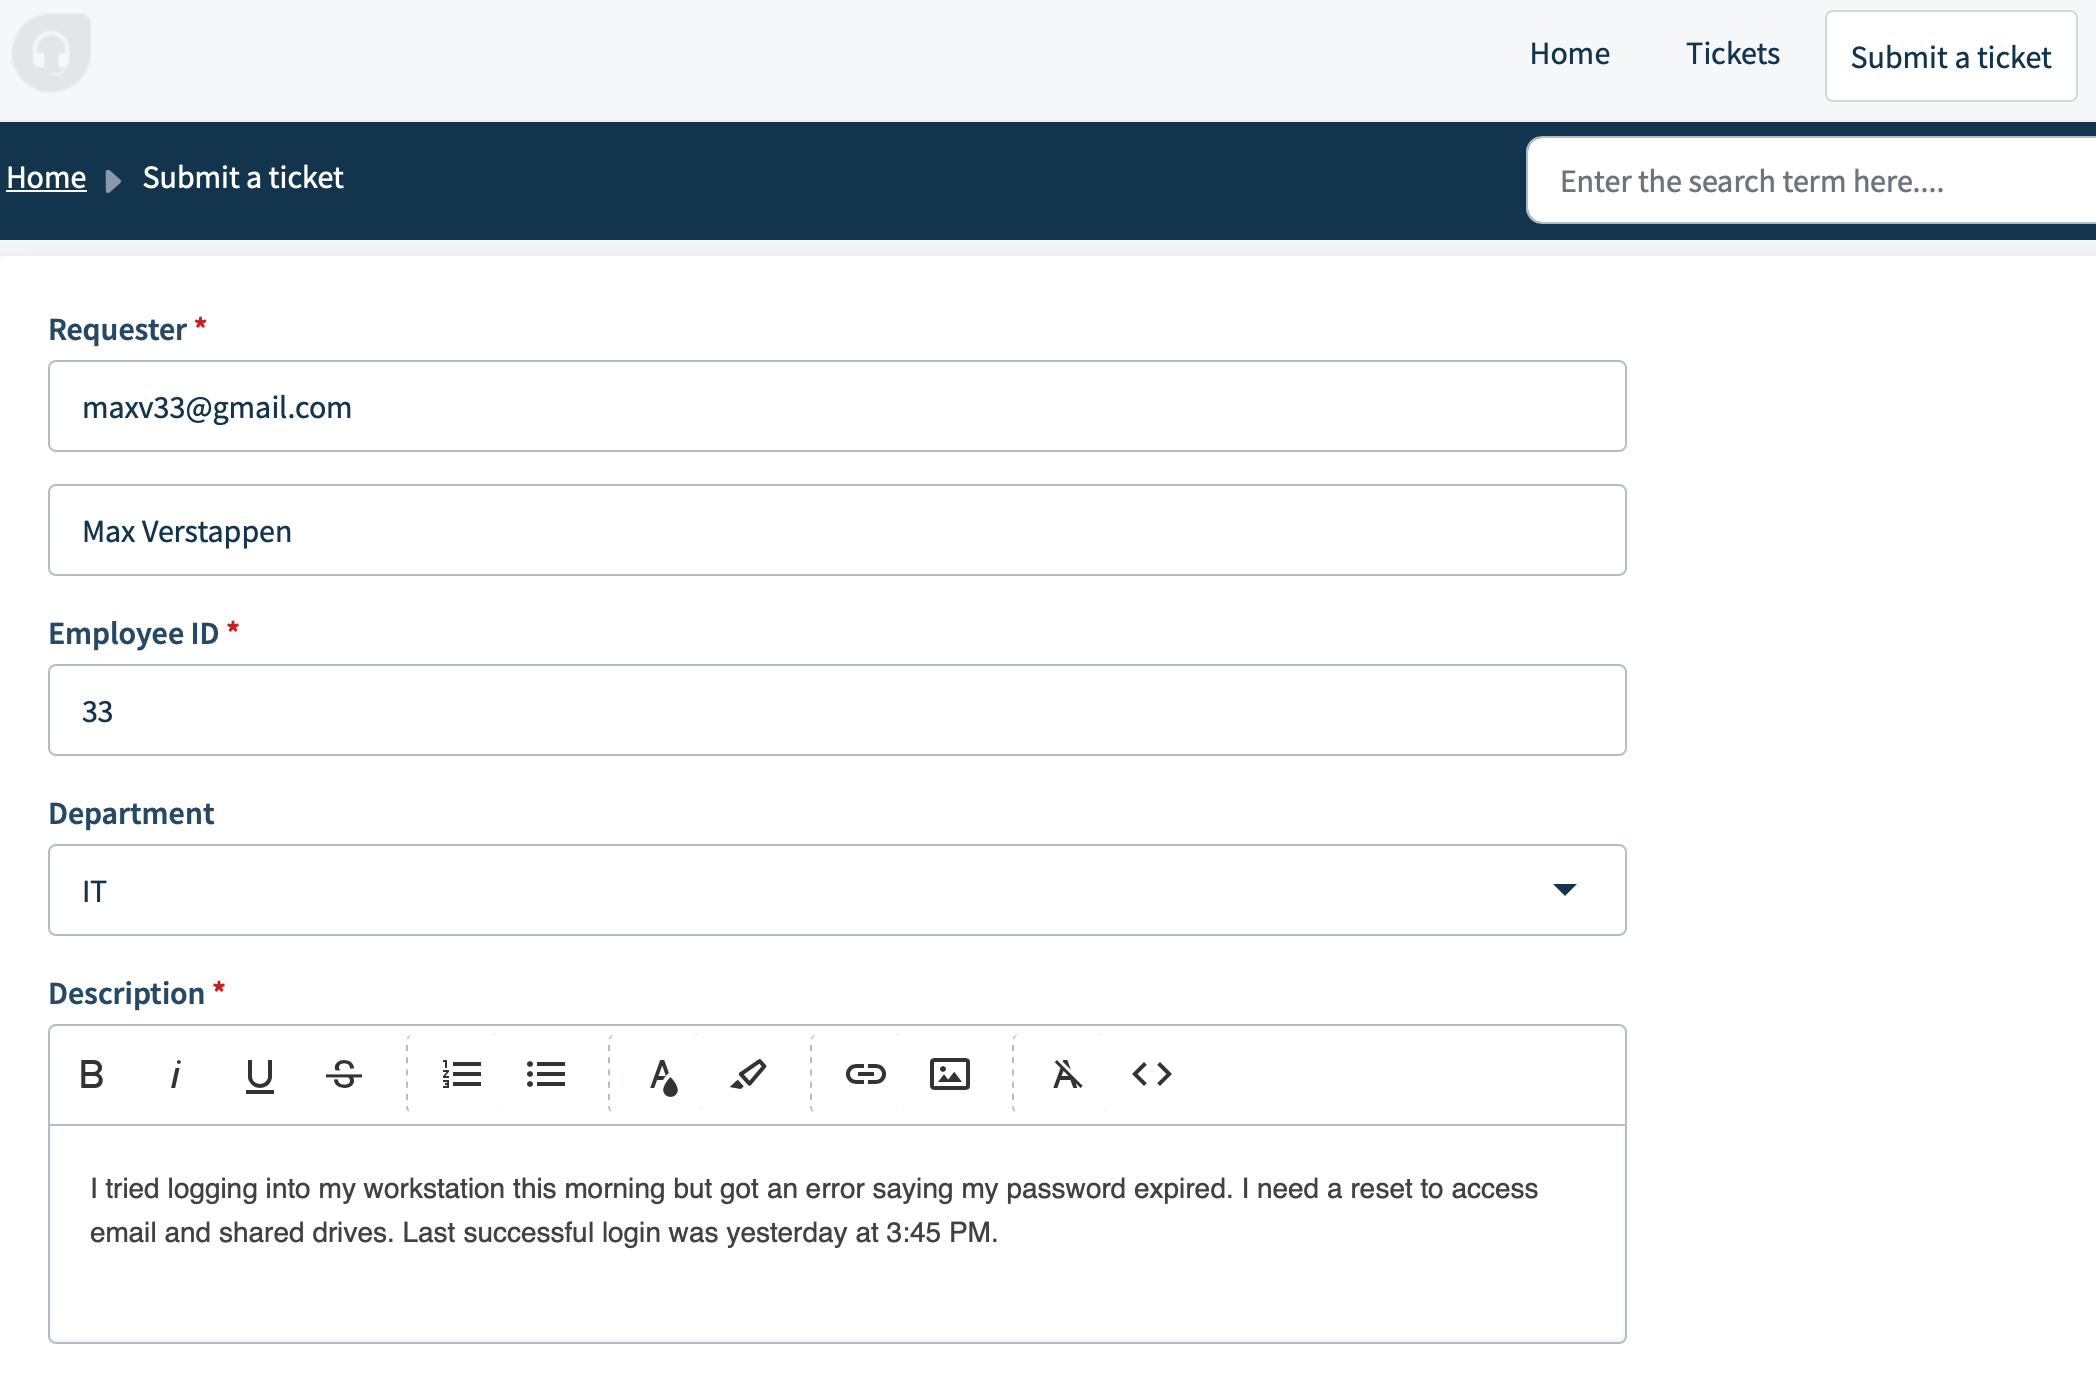 Home Tickets Submit a ticket
Home Submit a ticket
Enter the search term here....
Requester *
maxv33@gmail.com
Max Verstappen
Employee ID *
33
Department
IT
Description *
I tried logging into my workstation this morning but got an error saying my password expired. I need a reset to access
email and shared drives. Last successful login was yesterday at 3:45 PM.